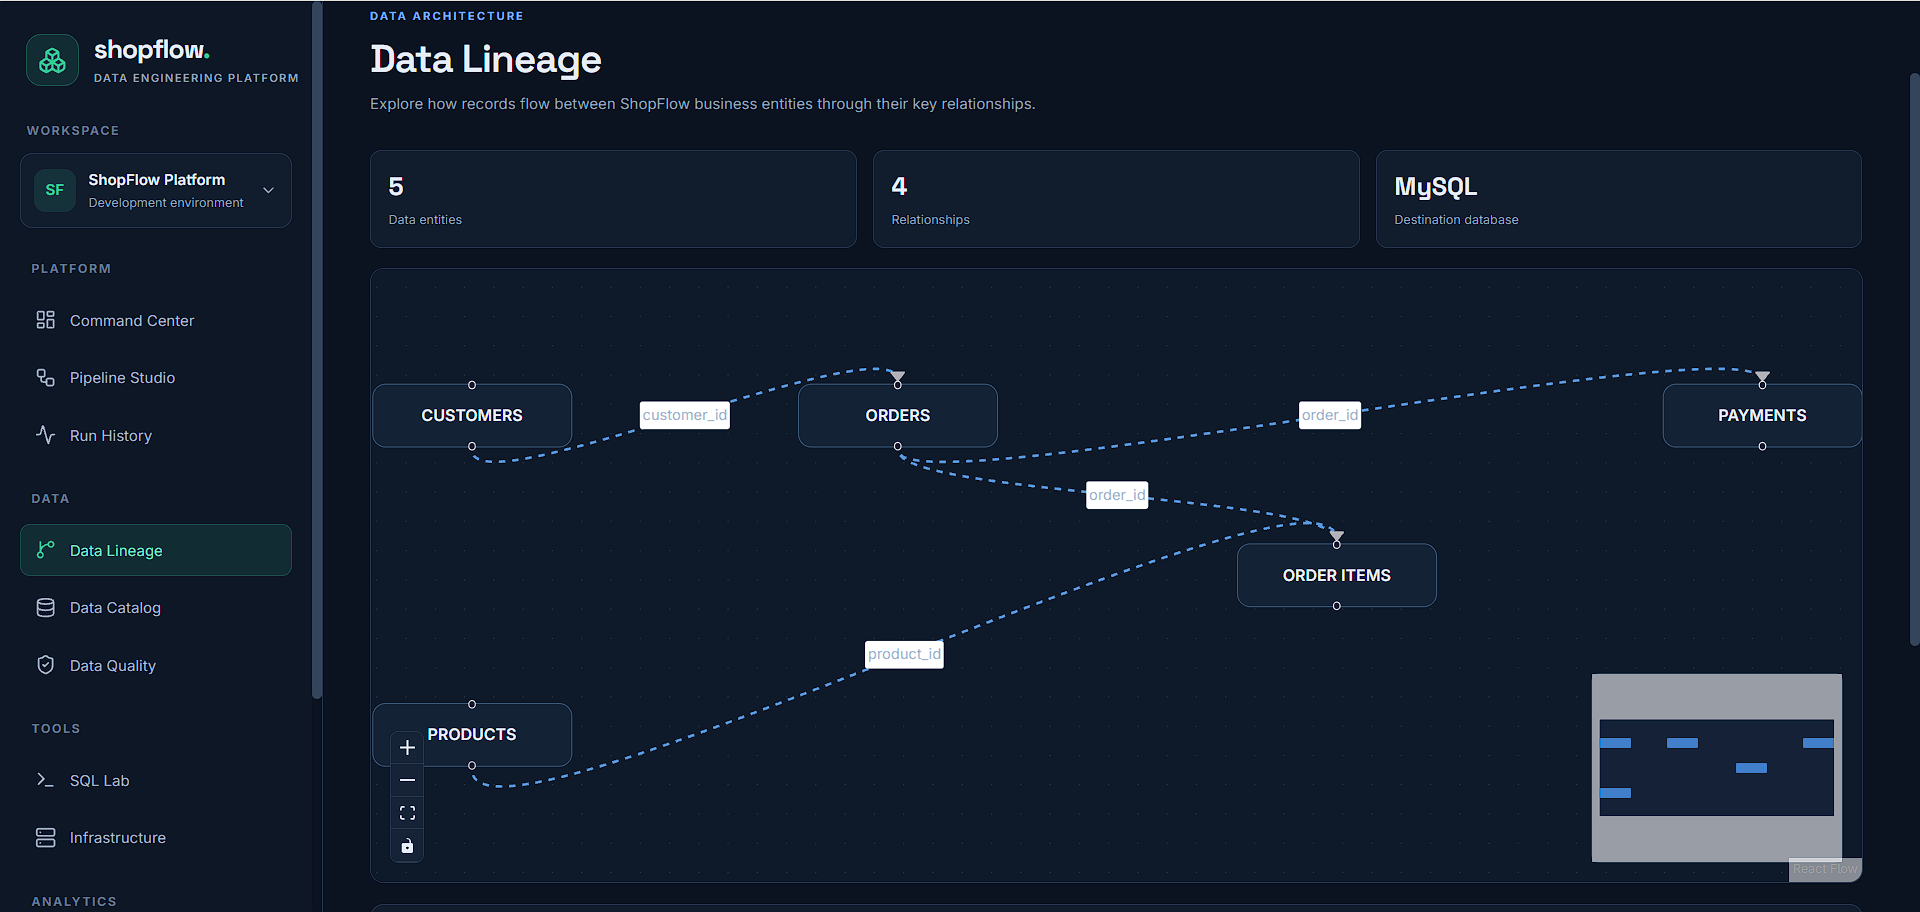 shopflow.
DATA ENGINEERING PLATFORM
WORKSPACE
SF
ShopFlow Platform
Development environment
PLATFORM
Command Center
Pipeline Studio
Run History
DATA
Data Lineage
Data Catalog
Data Quality
TOOLS
SQL Lab
Infrastructure
ANALYTICS
DATA ARCHITECTURE
Data Lineage
Explore how records flow between ShopFlow business entities through their key relationships.
5
Data entities
4
Relationships
MySQL
Destination database
CUSTOMERS
customer_id
ORDERS
order_id
PAYMENTS
order_id
ORDER ITEMS
product_id
PRODUCTS
React Flow